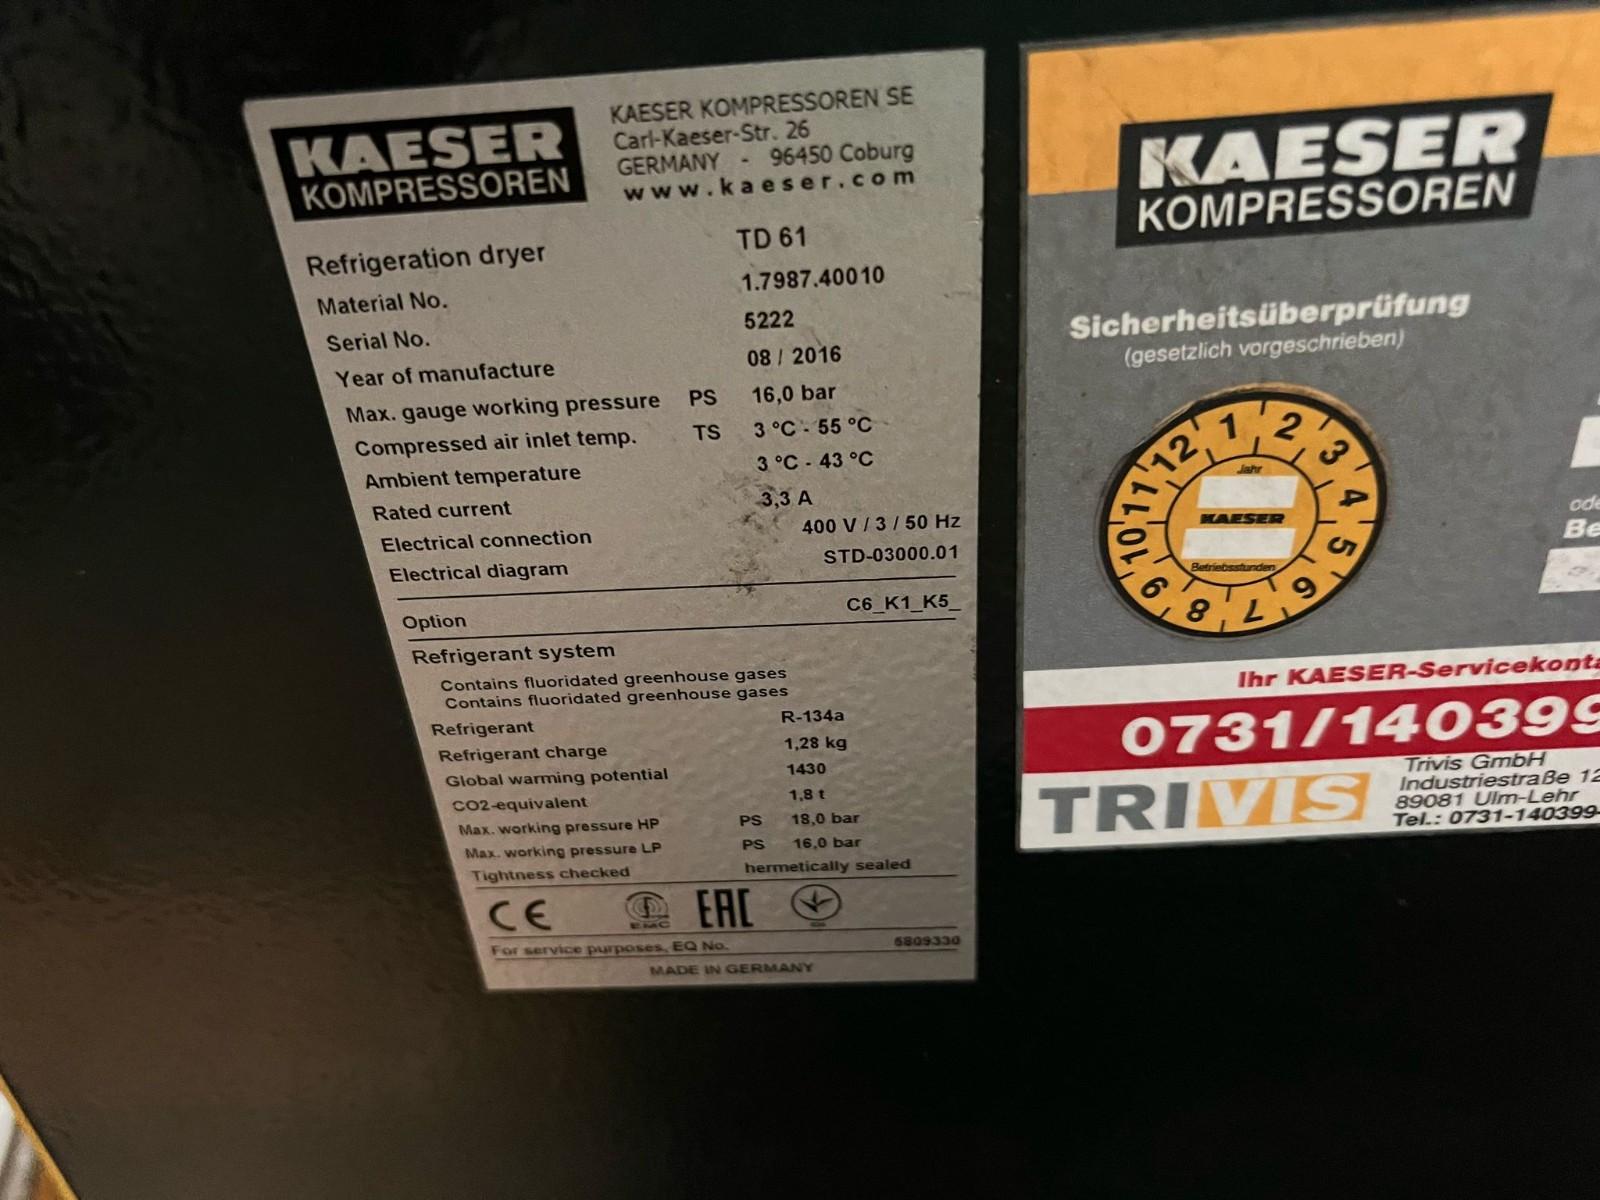 KAESER
KOMPRESSOREN
KAESER KOMPRESSOREN SE
Carl-Kaeser-Str. 26
GERMANY - 96450 Coburg
www.kaeser.com
Refrigeration dryer TD 61
Material No. 1.7987.40010
Serial No. 5222
Year of manufacture 08 / 2016
Max. gauge working pressure PS 16,0 bar
Compressed air inlet temp. TS 3 °C - 55 °C
Ambient temperature 3 °C - 43 °C
Rated current 3,3 A
Electrical connection 400 V / 3 / 50 Hz
Electrical diagram STD-03000.01
Option C6_K1_K5_
Refrigerant system
Contains fluoridated greenhouse gases
Contains fluoridated greenhouse gases
Refrigerant R-134a
Refrigerant charge 1,28 kg
Global warming potential 1430
CO2-equivalent 1,8 t
Max. working pressure HP PS 18,0 bar
Max. working pressure LP PS 16,0 bar
Tightness checked hermetically sealed
CE EMC EAC
For service purposes, EQ No. 5809330
MADE IN GERMANY
KAESER
KOMPRESSOREN
Sicherheitsüberprüfung
(gesetzlich vorgeschrieben)
1 2 3 4 5 6 7 8 9 10 11 12
Jahr
KAESER
Betriebsstunden
ode
Be
Ihr KAESER-Servicekonta
0731/140399
TRIVIS
Trivis GmbH
Industriestraße 12
89081 Ulm-Lehr
Tel.: 0731-140399-